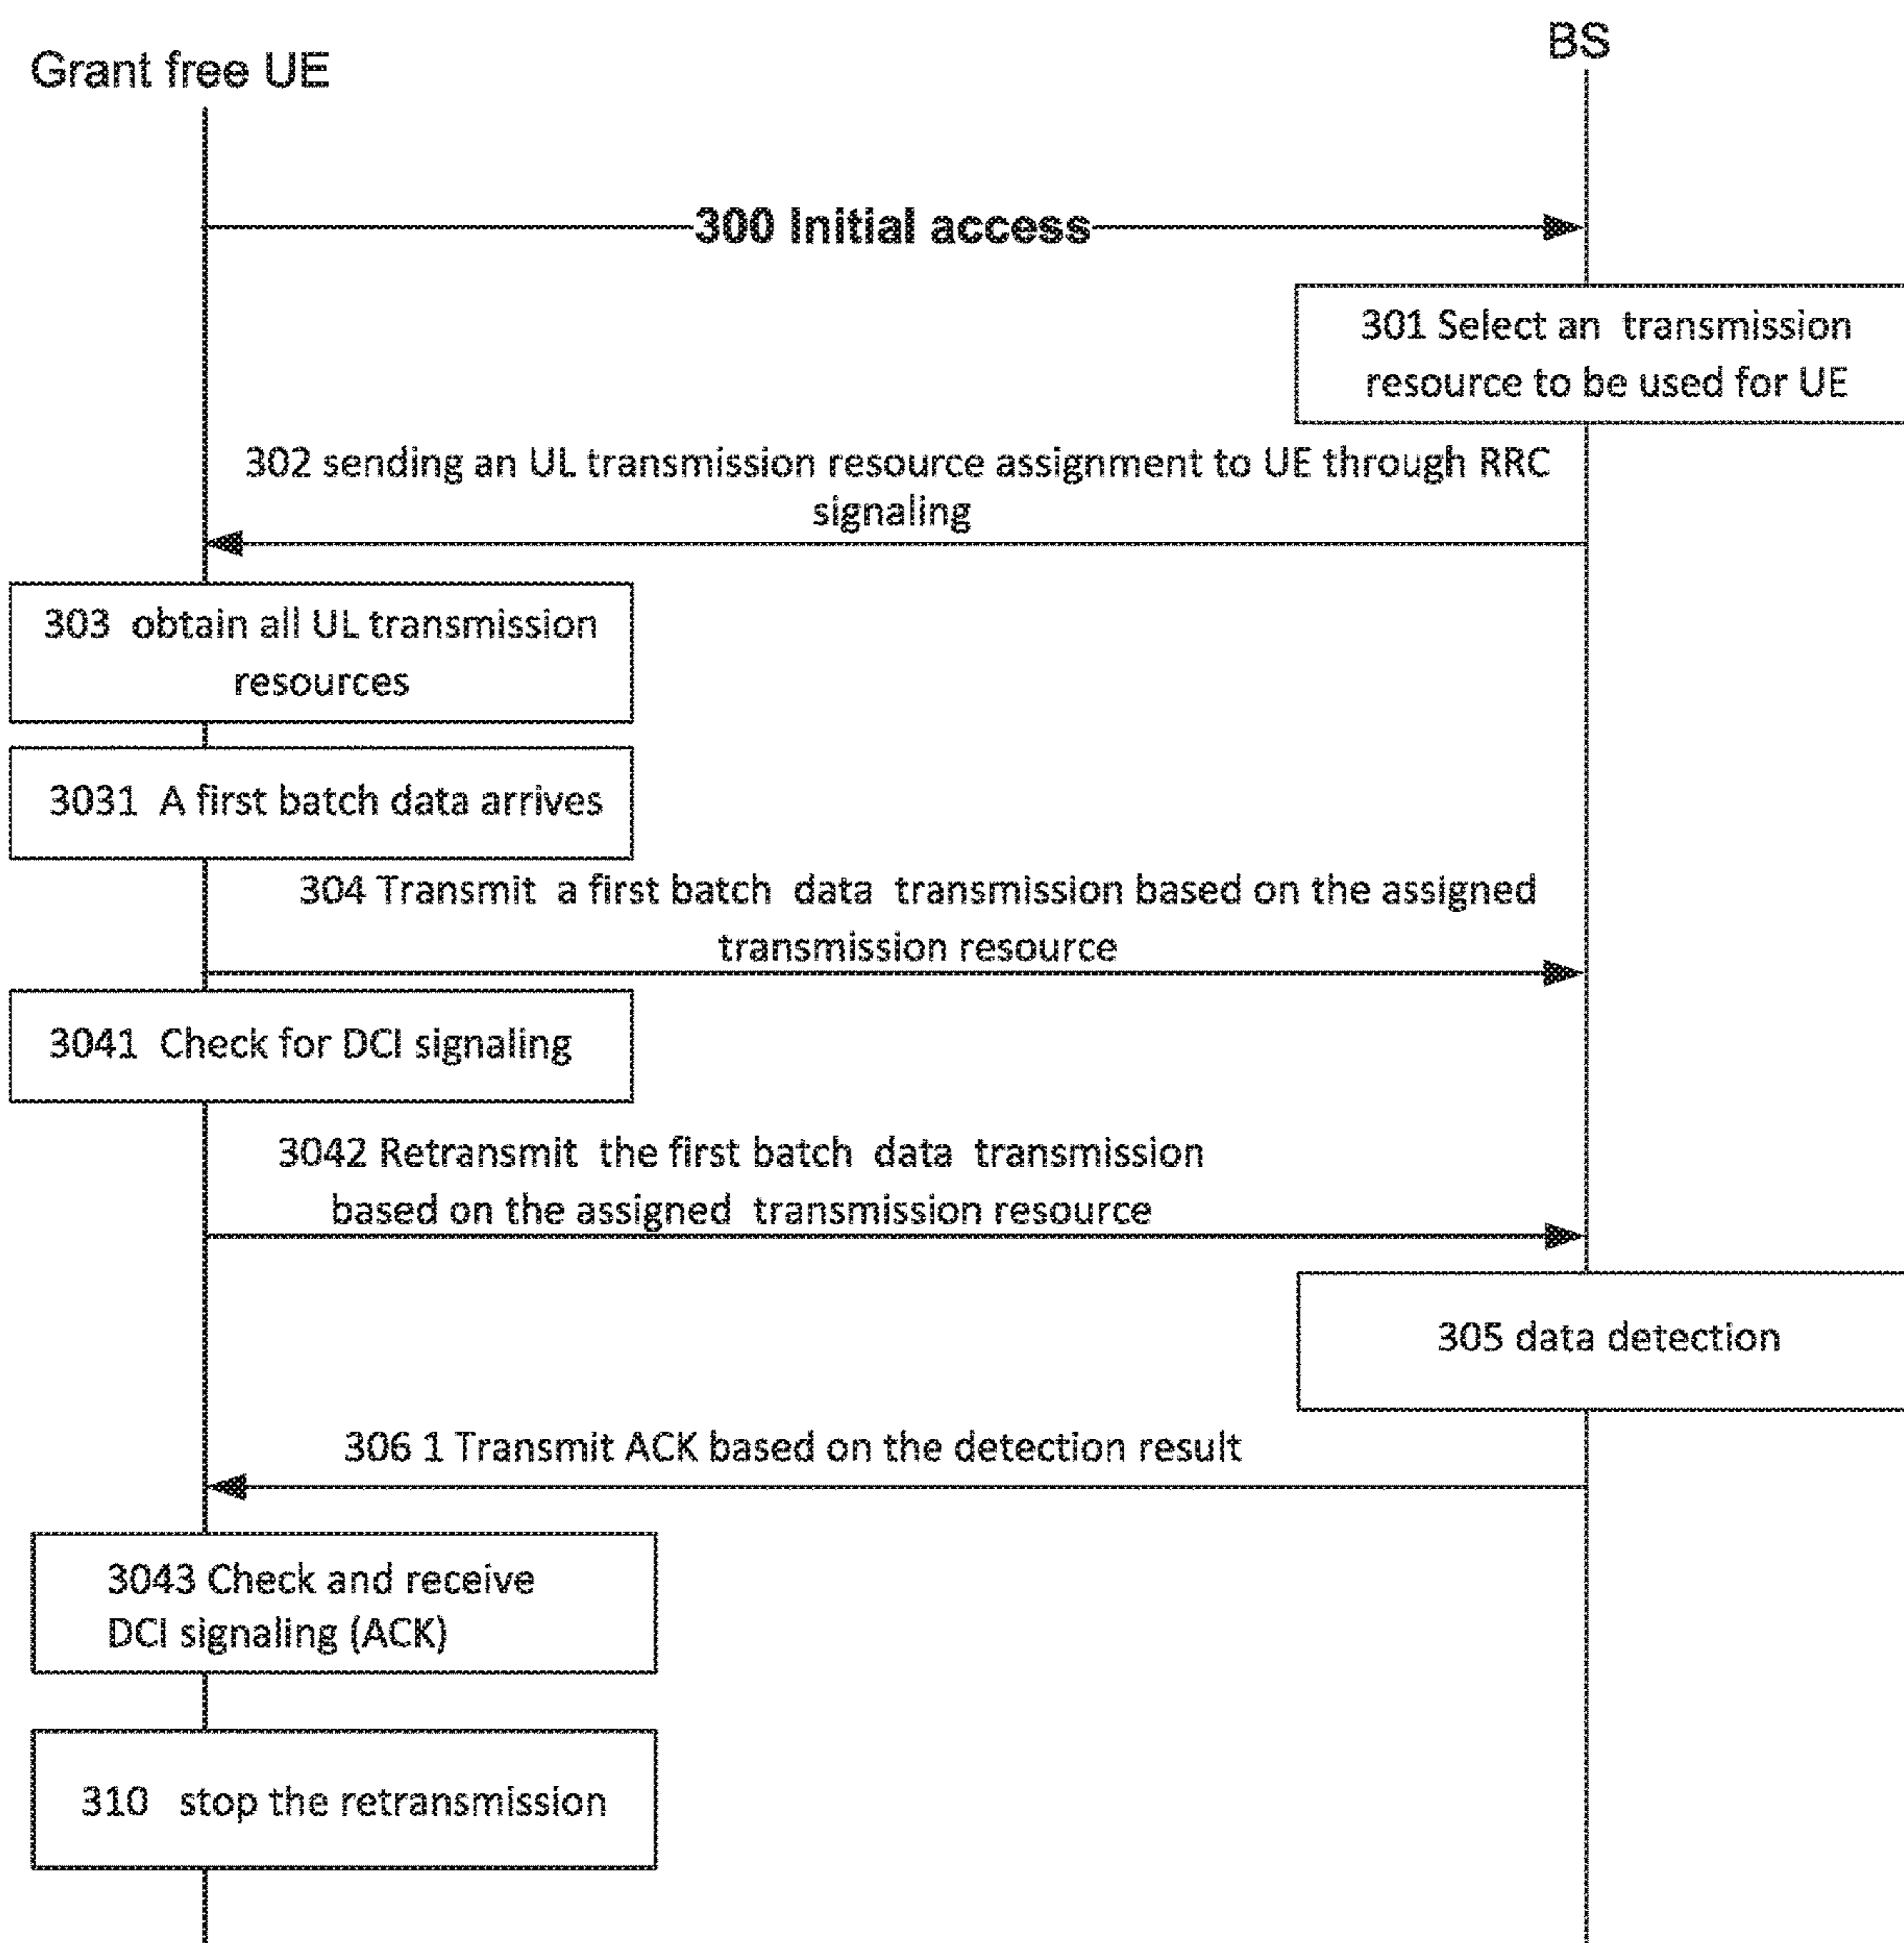 Grant free UE
BS
300 Initial access
301 Select an transmission
resource to be used for UE
302 sending an UL transmission resource assignment to UE through RRC
signaling
303 obtain all UL transmission
resources
3031 A first batch data arrives
304 Transmit a first batch data transmission based on the assigned
transmission resource
3041 Check for DCI signaling
3042 Retransmit the first batch data transmission
based on the assigned transmission resource
305 data detection
306 1 Transmit ACK based on the detection result
3043 Check and receive
DCI signaling (ACK)
310 stop the retransmission